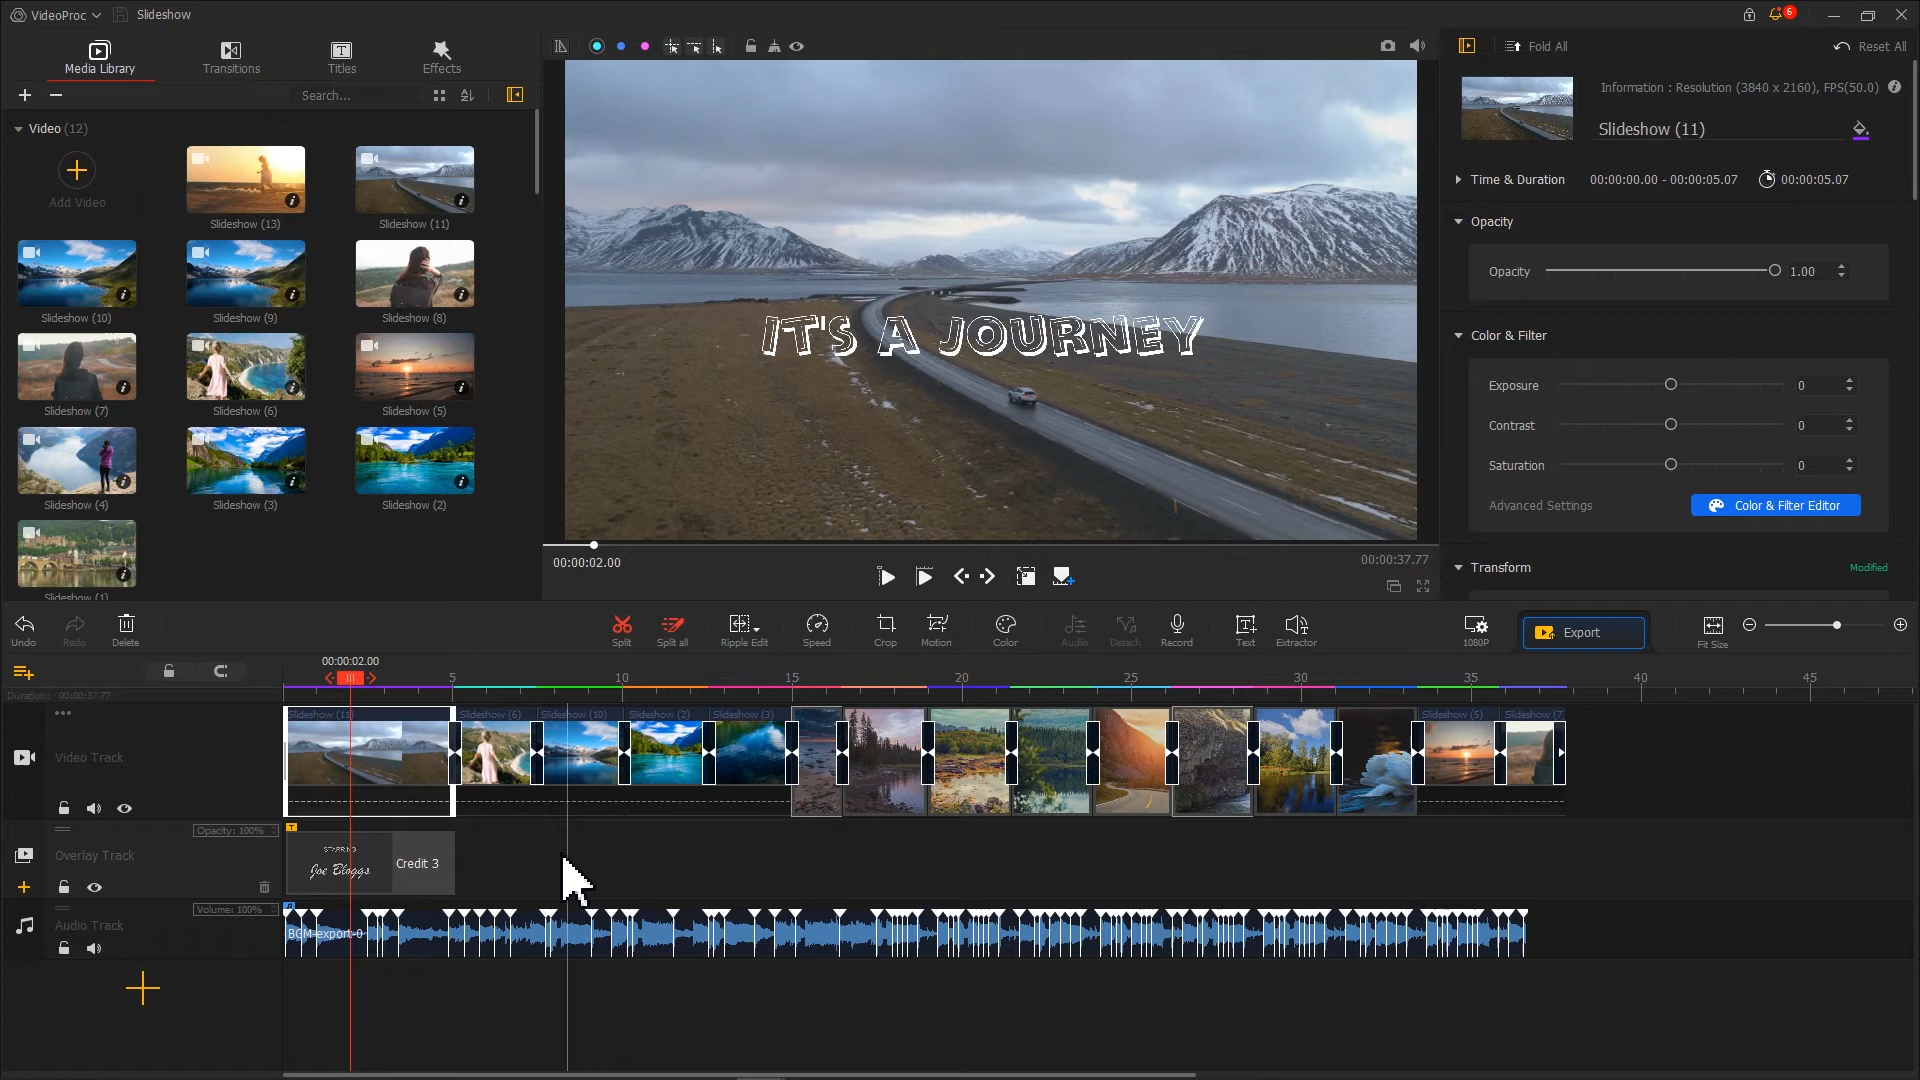 VideoProc
Slideshow
6
Media Library
Transitions
Titles
Effects
Search...
Fold All
Reset All
Video (12)
Add Video
Slideshow (13)
Slideshow (11)
Slideshow (10)
Slideshow (9)
Slideshow (8)
Slideshow (7)
Slideshow (6)
Slideshow (5)
Slideshow (4)
Slideshow (3)
Slideshow (2)
Slideshow (1)
IT'S A JOURNEY
00:00:02.00
00:00:37.77
Information : Resolution (3840 x 2160), FPS(50.0)
Slideshow (11)
Time & Duration
00:00:00.00 - 00:00:05.07
00:00:05.07
Opacity
Opacity
1.00
Color & Filter
Exposure
0
Contrast
0
Saturation
0
Advanced Settings
Color & Filter Editor
Transform
Modified
Undo
Redo
Delete
Split
Split all
Ripple Edit
Speed
Crop
Motion
Color
Audio
Detach
Record
Text
Extractor
1080P
Export
Fit Size
00:00:02.00
5
10
15
20
25
30
35
40
45
Duration: 00:00:37.77
Video Track
Slideshow (11)
Slideshow (6)
Slideshow (10)
Slideshow (2)
Slideshow (3)
Slideshow (5)
Slideshow (7
Opacity: 100%
Overlay Track
T
STARRING
Joe Bloggs
Credit 3
Volume: 100%
Audio Track
BGM-export-0